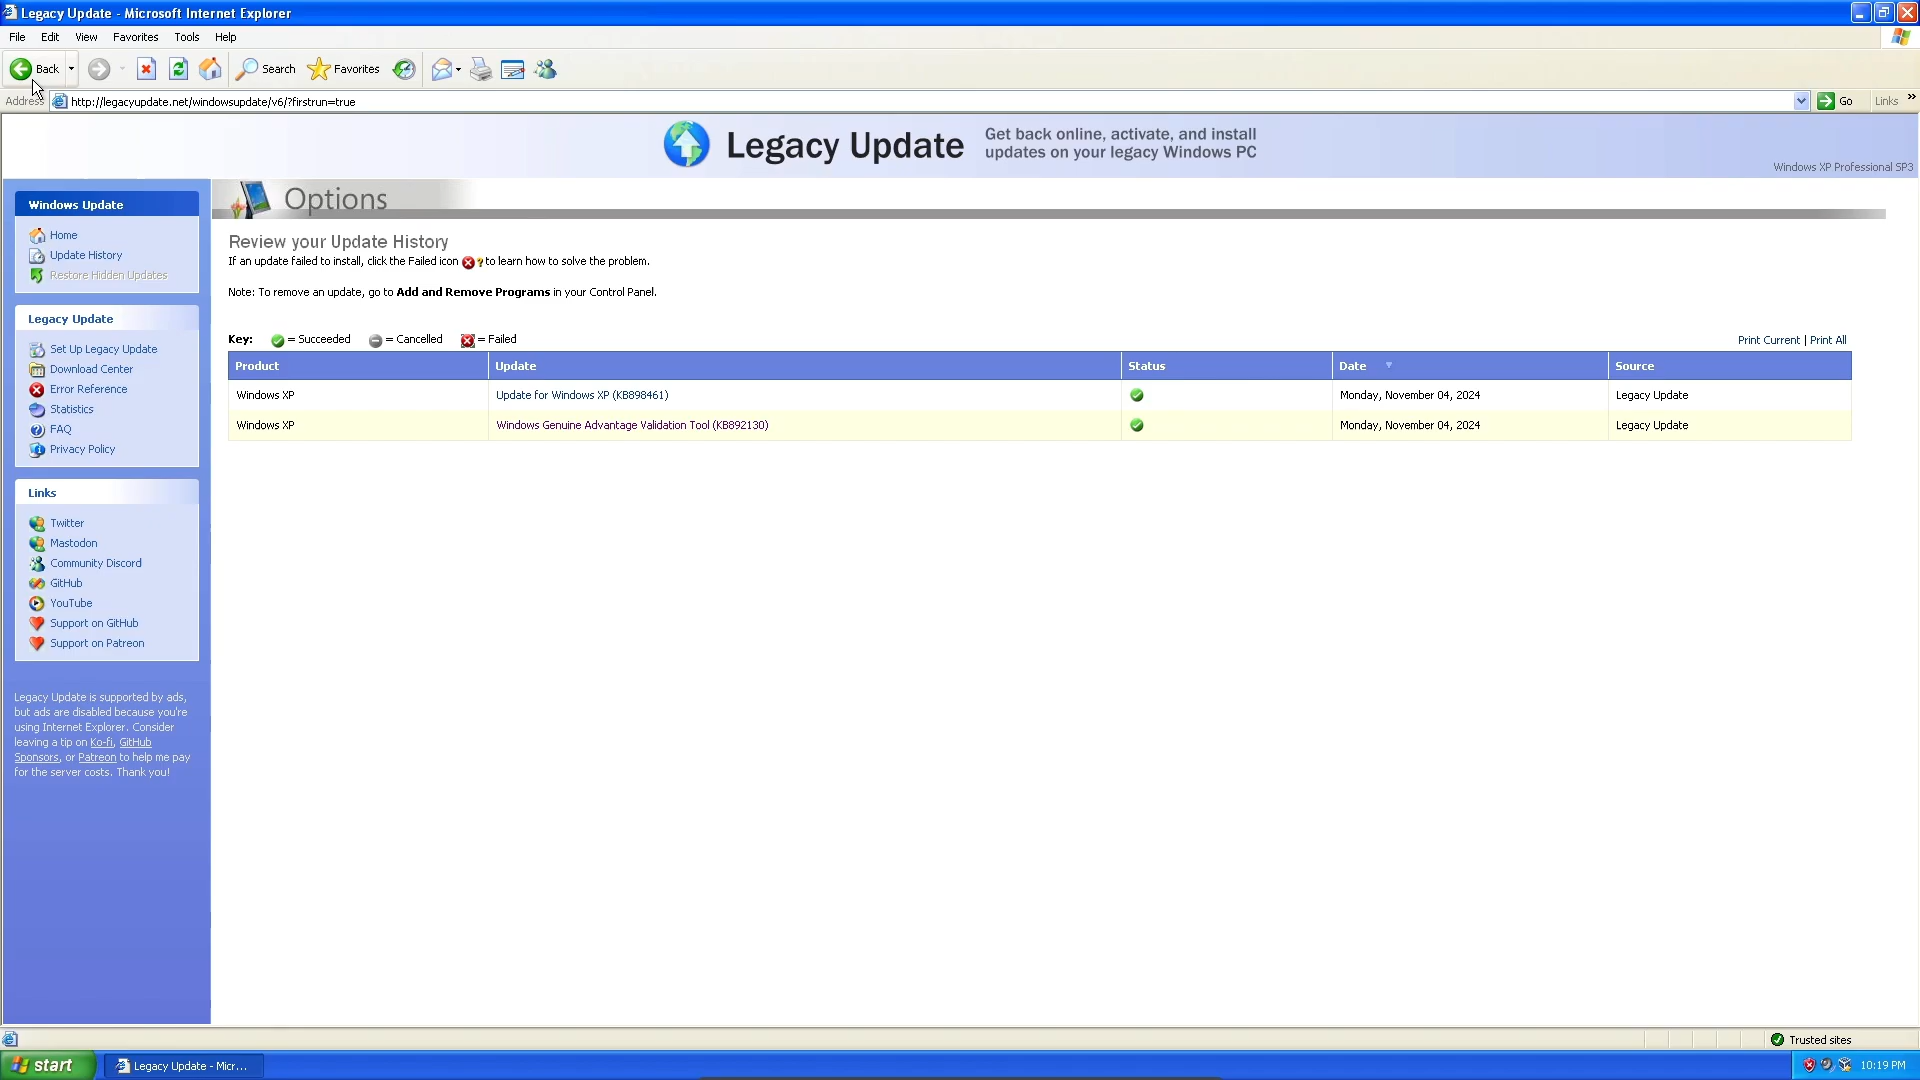 Legacy Update - Microsoft Internet Explorer
File Edit View Favorites Tools Help
Back Search Favorites
Address http://legacyupdate.net/windowsupdate/v6/?firstrun=true Go Links »
Legacy Update
Get back online, activate, and install
updates on your legacy Windows PC
Windows XP Professional SP3
Windows Update
Home
Update History
Restore Hidden Updates
Legacy Update
Set Up Legacy Update
Download Center
Error Reference
Statistics
FAQ
Privacy Policy
Links
Twitter
Mastodon
Community Discord
GitHub
YouTube
Support on GitHub
Support on Patreon
Legacy Update is supported by ads,
but ads are disabled because you're
using Internet Explorer. Consider
leaving a tip on Ko-fi, GitHub
Sponsors, or Patreon to help me pay
for the server costs. Thank you!
Options
Review your Update History
If an update failed to install, click the Failed icon ? to learn how to solve the problem.
Note: To remove an update, go to Add and Remove Programs in your Control Panel.
Key: = Succeeded = Cancelled = Failed
Print Current | Print All
Product Update Status Date Source
Windows XP Update for Windows XP (KB898461) Monday, November 04, 2024 Legacy Update
Windows XP Windows Genuine Advantage Validation Tool (KB892130) Monday, November 04, 2024 Legacy Update
Trusted sites
start Legacy Update - Micr... 10:19 PM